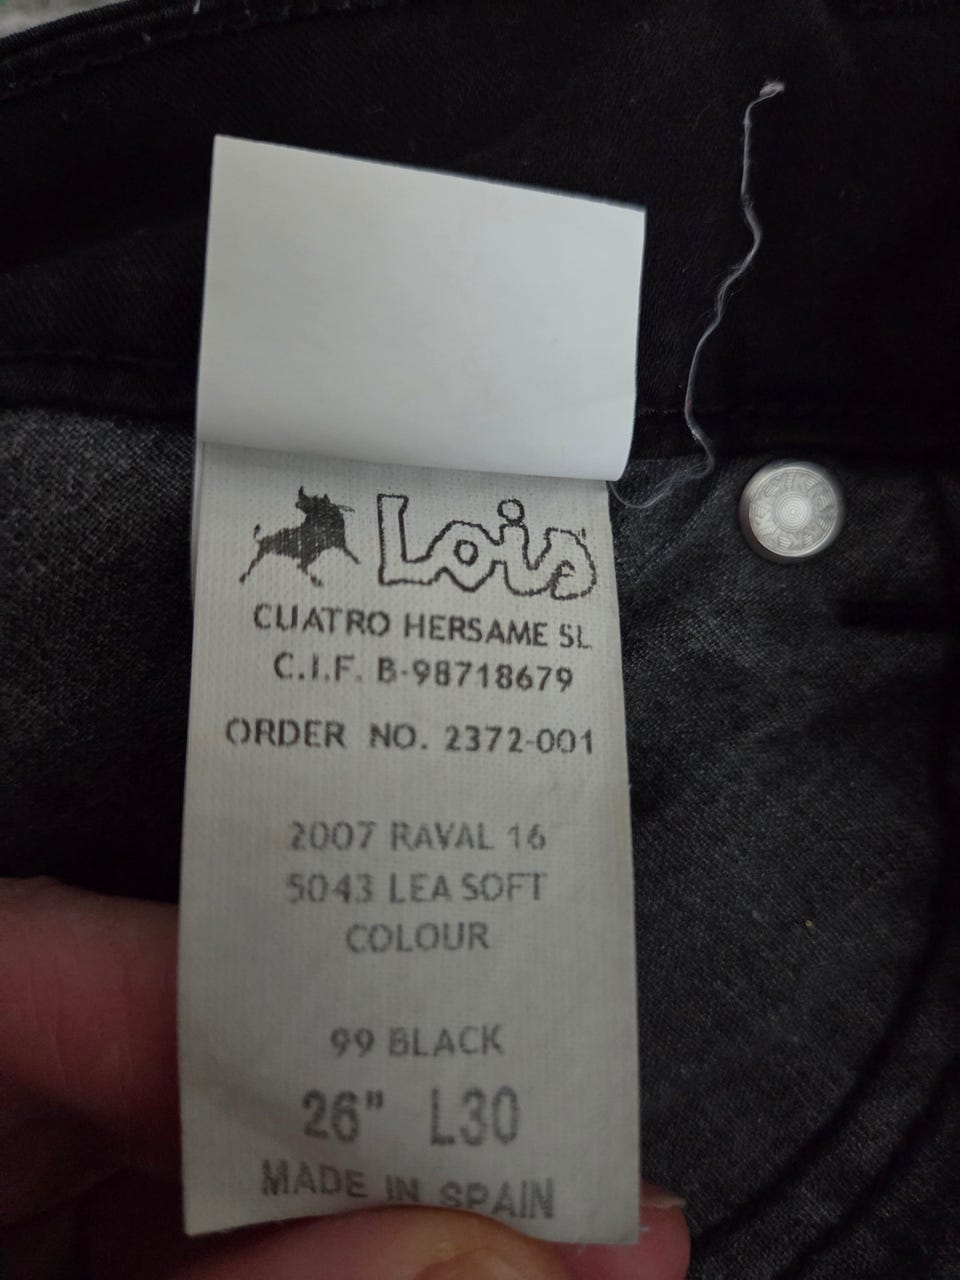 Lois
CUATRO HERSAME SL
C.I.F. B-98718679
ORDER NO. 2372-001
2007 RAVAL 16
5043 LEA SOFT
COLOUR
99 BLACK
26" L30
MADE IN SPAIN